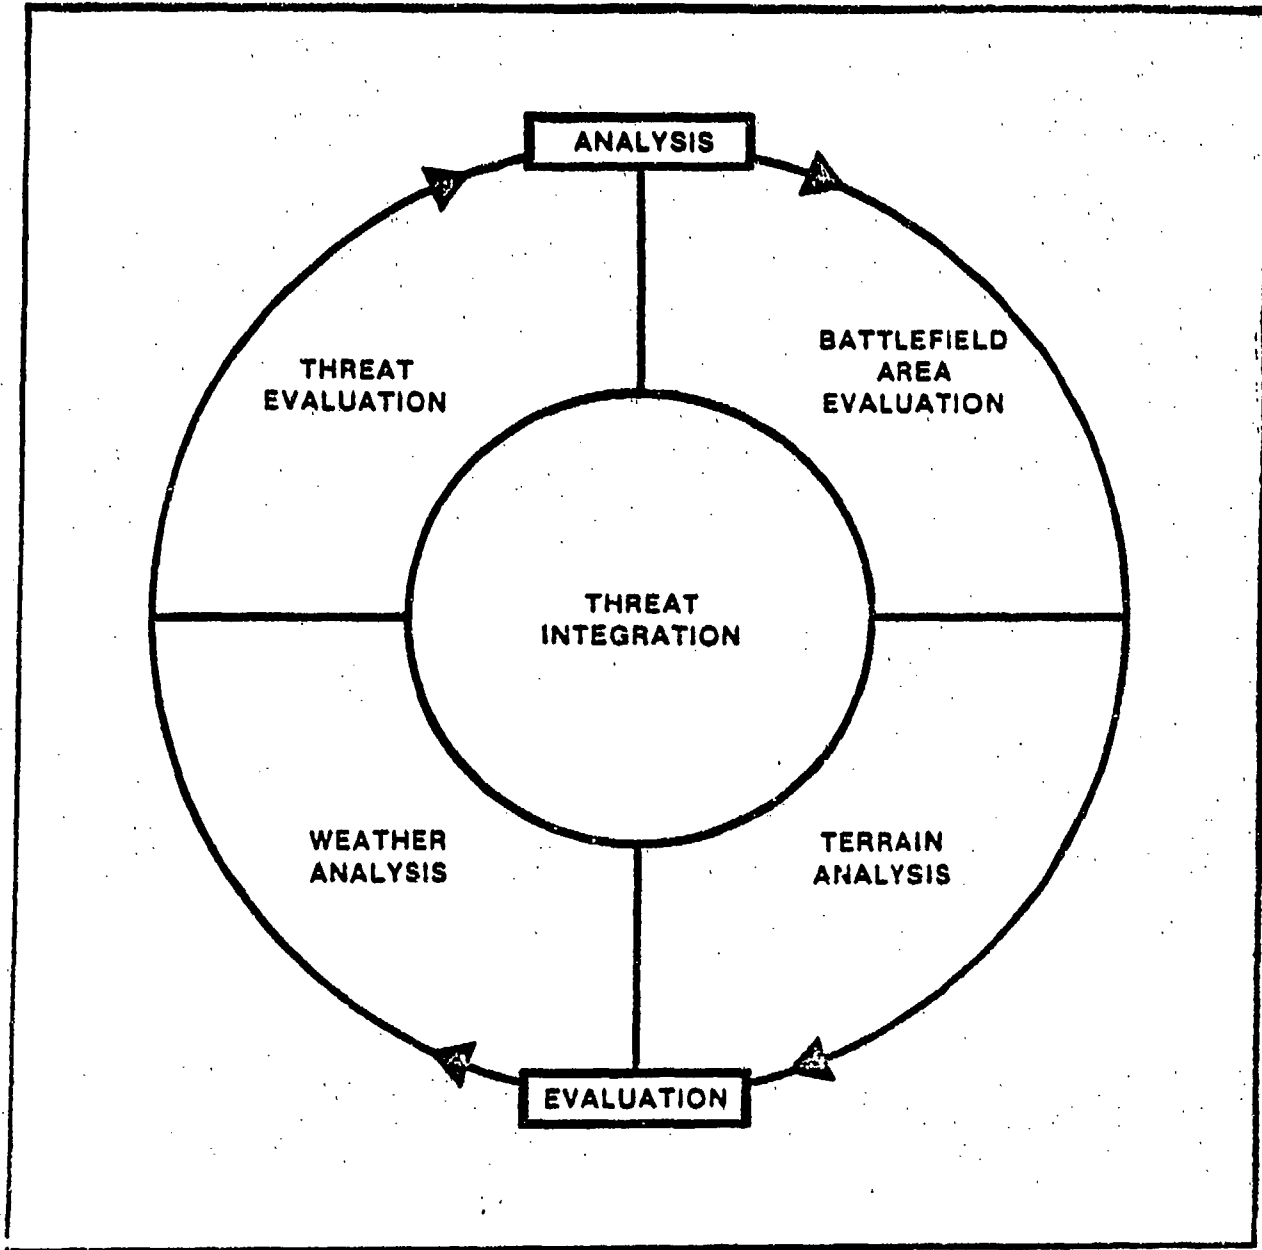 ANALYSIS
THREAT
EVALUATION
BATTLEFIELD
AREA
EVALUATION
THREAT
INTEGRATION
WEATHER
ANALYSIS
TERRAIN
ANALYSIS
EVALUATION